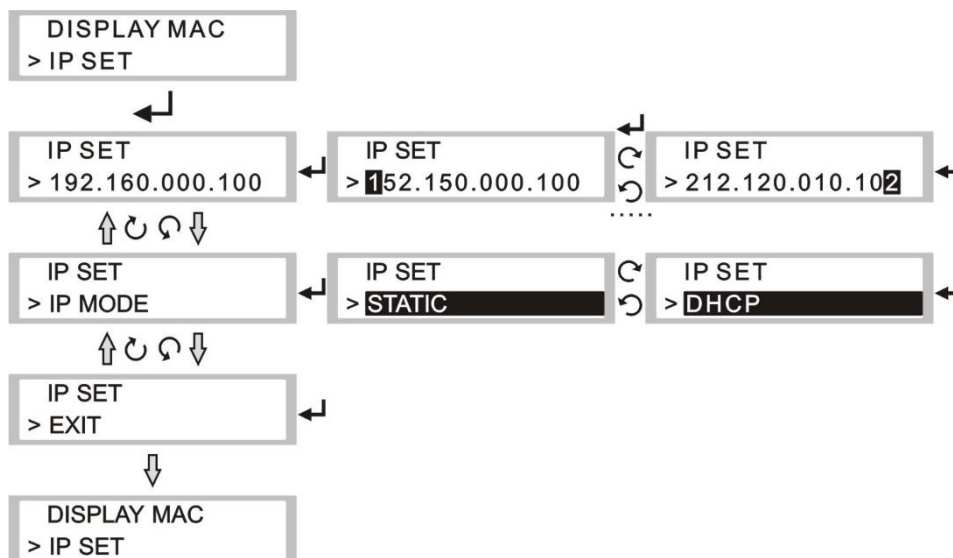 DISPLAY MAC
> IP SET
IP SET
> 192.160.000.100
IP SET
> 152.150.000.100
IP SET
> 212.120.010.102
IP SET
> IP MODE
IP SET
> STATIC
IP SET
> DHCP
IP SET
> EXIT
DISPLAY MAC
> IP SET